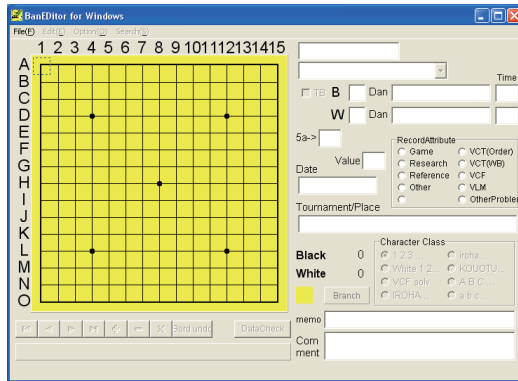 BanEDitor for Windows
File(F) Edit(E) Option(O) Search(S)
1 2 3 4 5 6 7 8 9 10 11 12 13 14 15
A
B
C
D
E
F
G
H
I
J
K
L
M
N
O
Time
TB B Dan
W Dan
5a->
Value
Date
RecordAttribute
Game VCT(Order)
Research VCT(WB)
Reference VCF
Other VLM
OtherProblem
Tournament/Place
Black 0
White 0
Branch
Character Class
1 2 3... iroha...
White 1 2... KOUOTU...
VCF solv A B C...
IROHA... a b c...
Bord undo DataCheck
memo
Com
ment